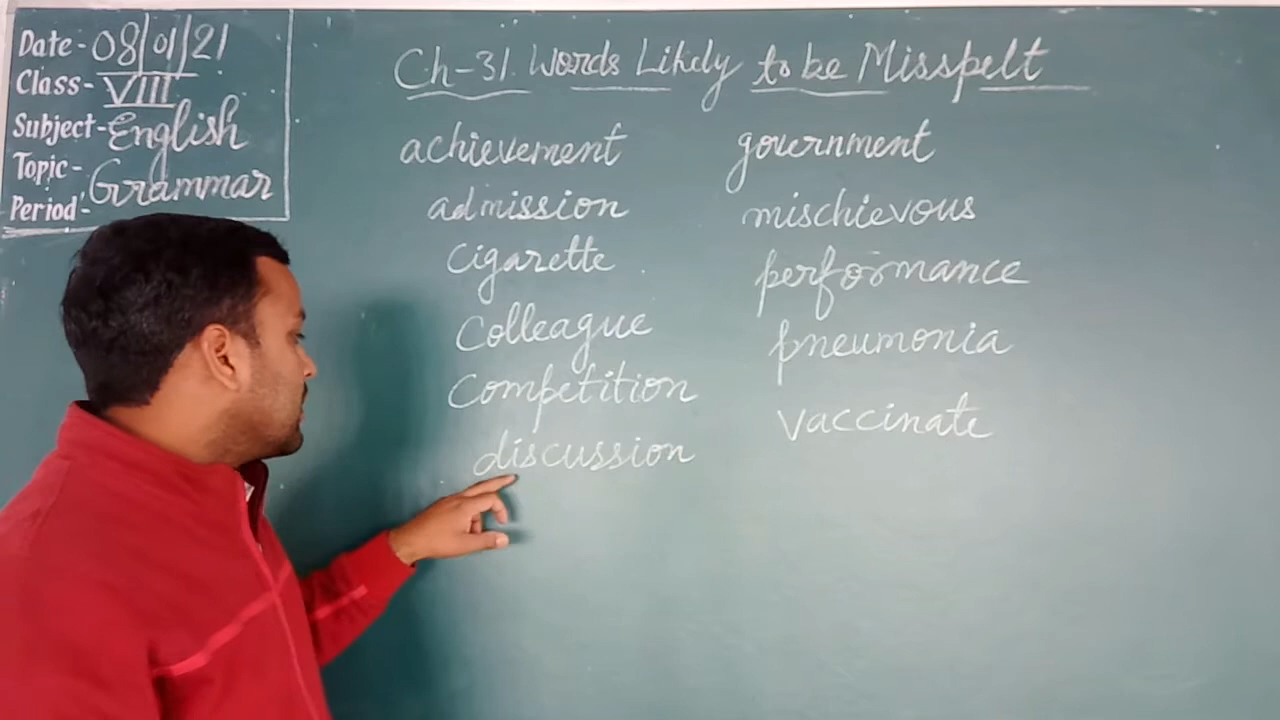 Date - 08/01/21
Class - VIII
Subject - English
Topic - Grammar
Period -
Ch-31. Words Likely to be Misspelt
achievement
admission
cigarette
Colleague
Competition
discussion
government
mischievous
performance
pneumonia
vaccinate